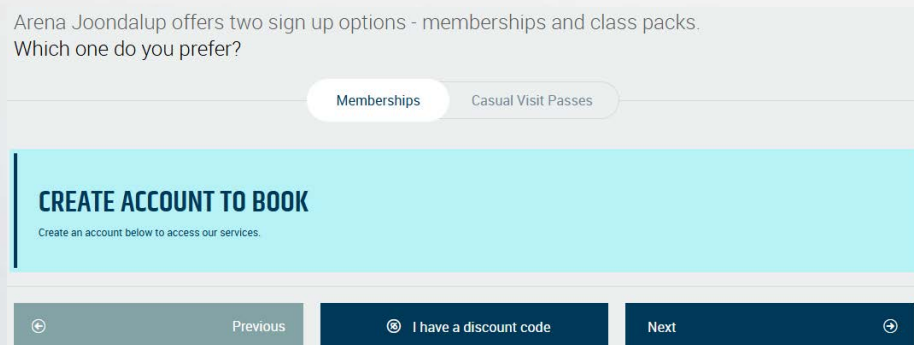 Arena Joondalup offers two sign up options - memberships and class packs.
Which one do you prefer?
Memberships
Casual Visit Passes
CREATE ACCOUNT TO BOOK
Create an account below to access our services.
Previous
I have a discount code
Next